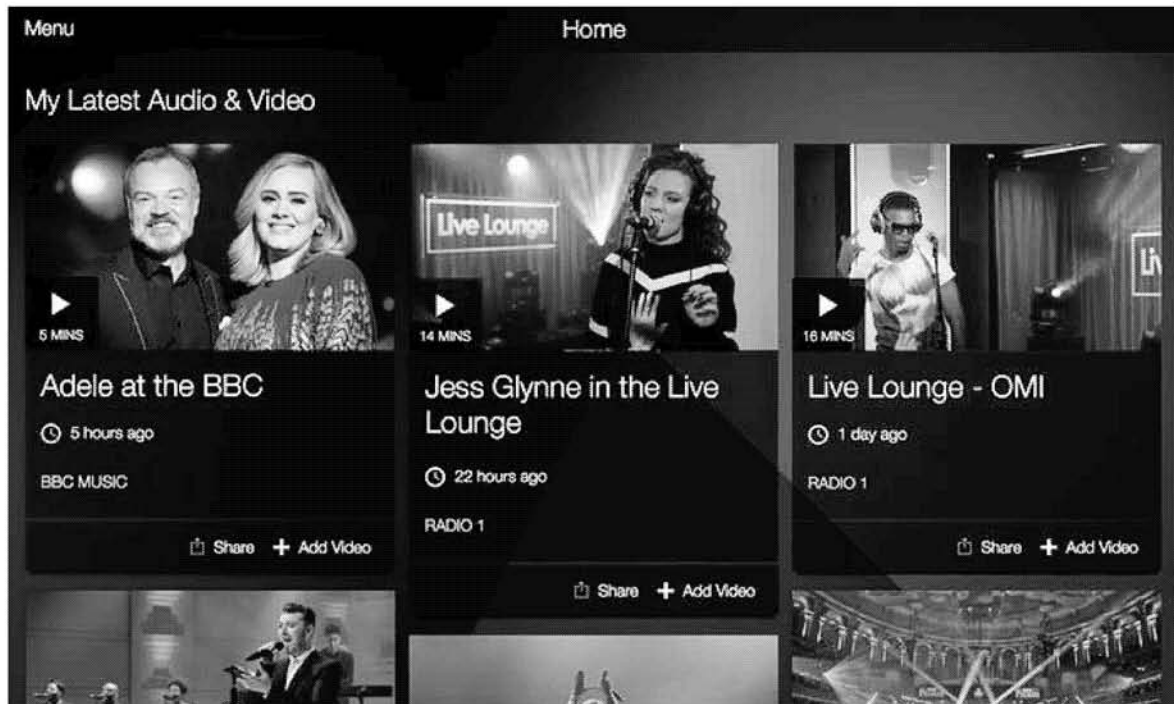 Menu
Home
My Latest Audio & Video
Live Lounge
5 MINS
14 MINS
16 MINS
Adele at the BBC
5 hours ago
BBC MUSIC
Share
Add Video
Jess Glynne in the Live
Lounge
22 hours ago
RADIO 1
Share
Add Video
Live Lounge - OMI
1 day ago
RADIO 1
Share
Add Video